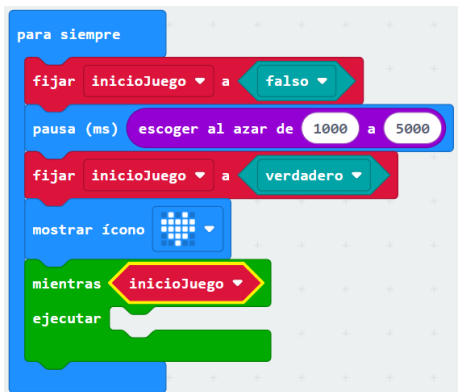 para siempre
fijar inicioJuego a falso
pausa (ms) escoger al azar de 1000 a 5000
fijar inicioJuego a verdadero
mostrar ícono
mientras inicioJuego
ejecutar